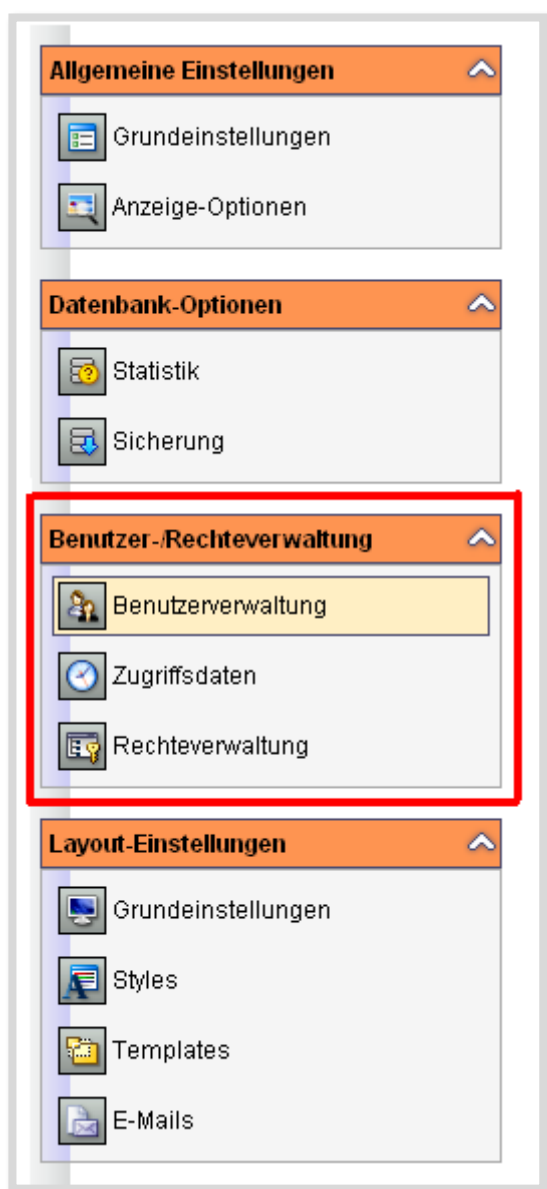 Allgemeine Einstellungen
Grundeinstellungen
Anzeige-Optionen
Datenbank-Optionen
Statistik
Sicherung
Benutzer-/Rechteverwaltung
Benutzerverwaltung
Zugriffsdaten
Rechteverwaltung
Layout-Einstellungen
Grundeinstellungen
Styles
Templates
E-Mails